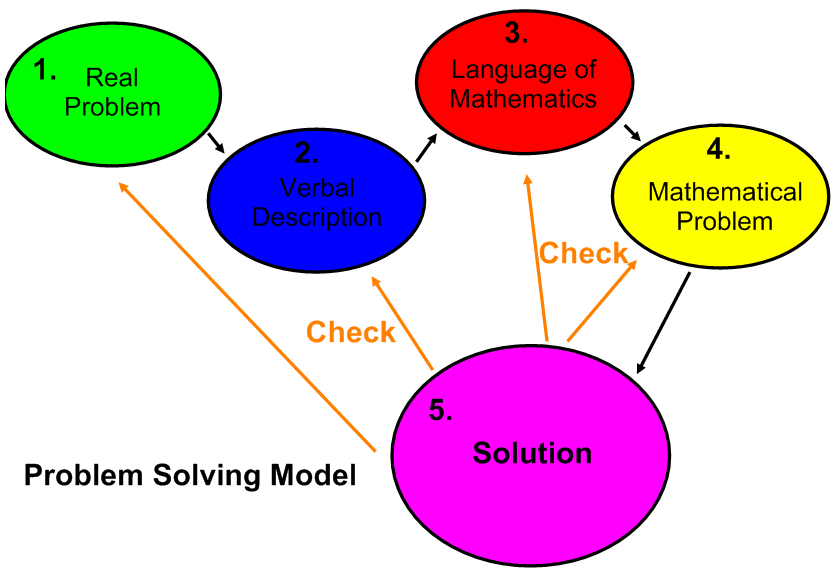 1.
Real
Problem
2.
Verbal
Description
3.
Language of
Mathematics
4.
Mathematical
Problem
Check
Check
5.
Solution
Problem Solving Model